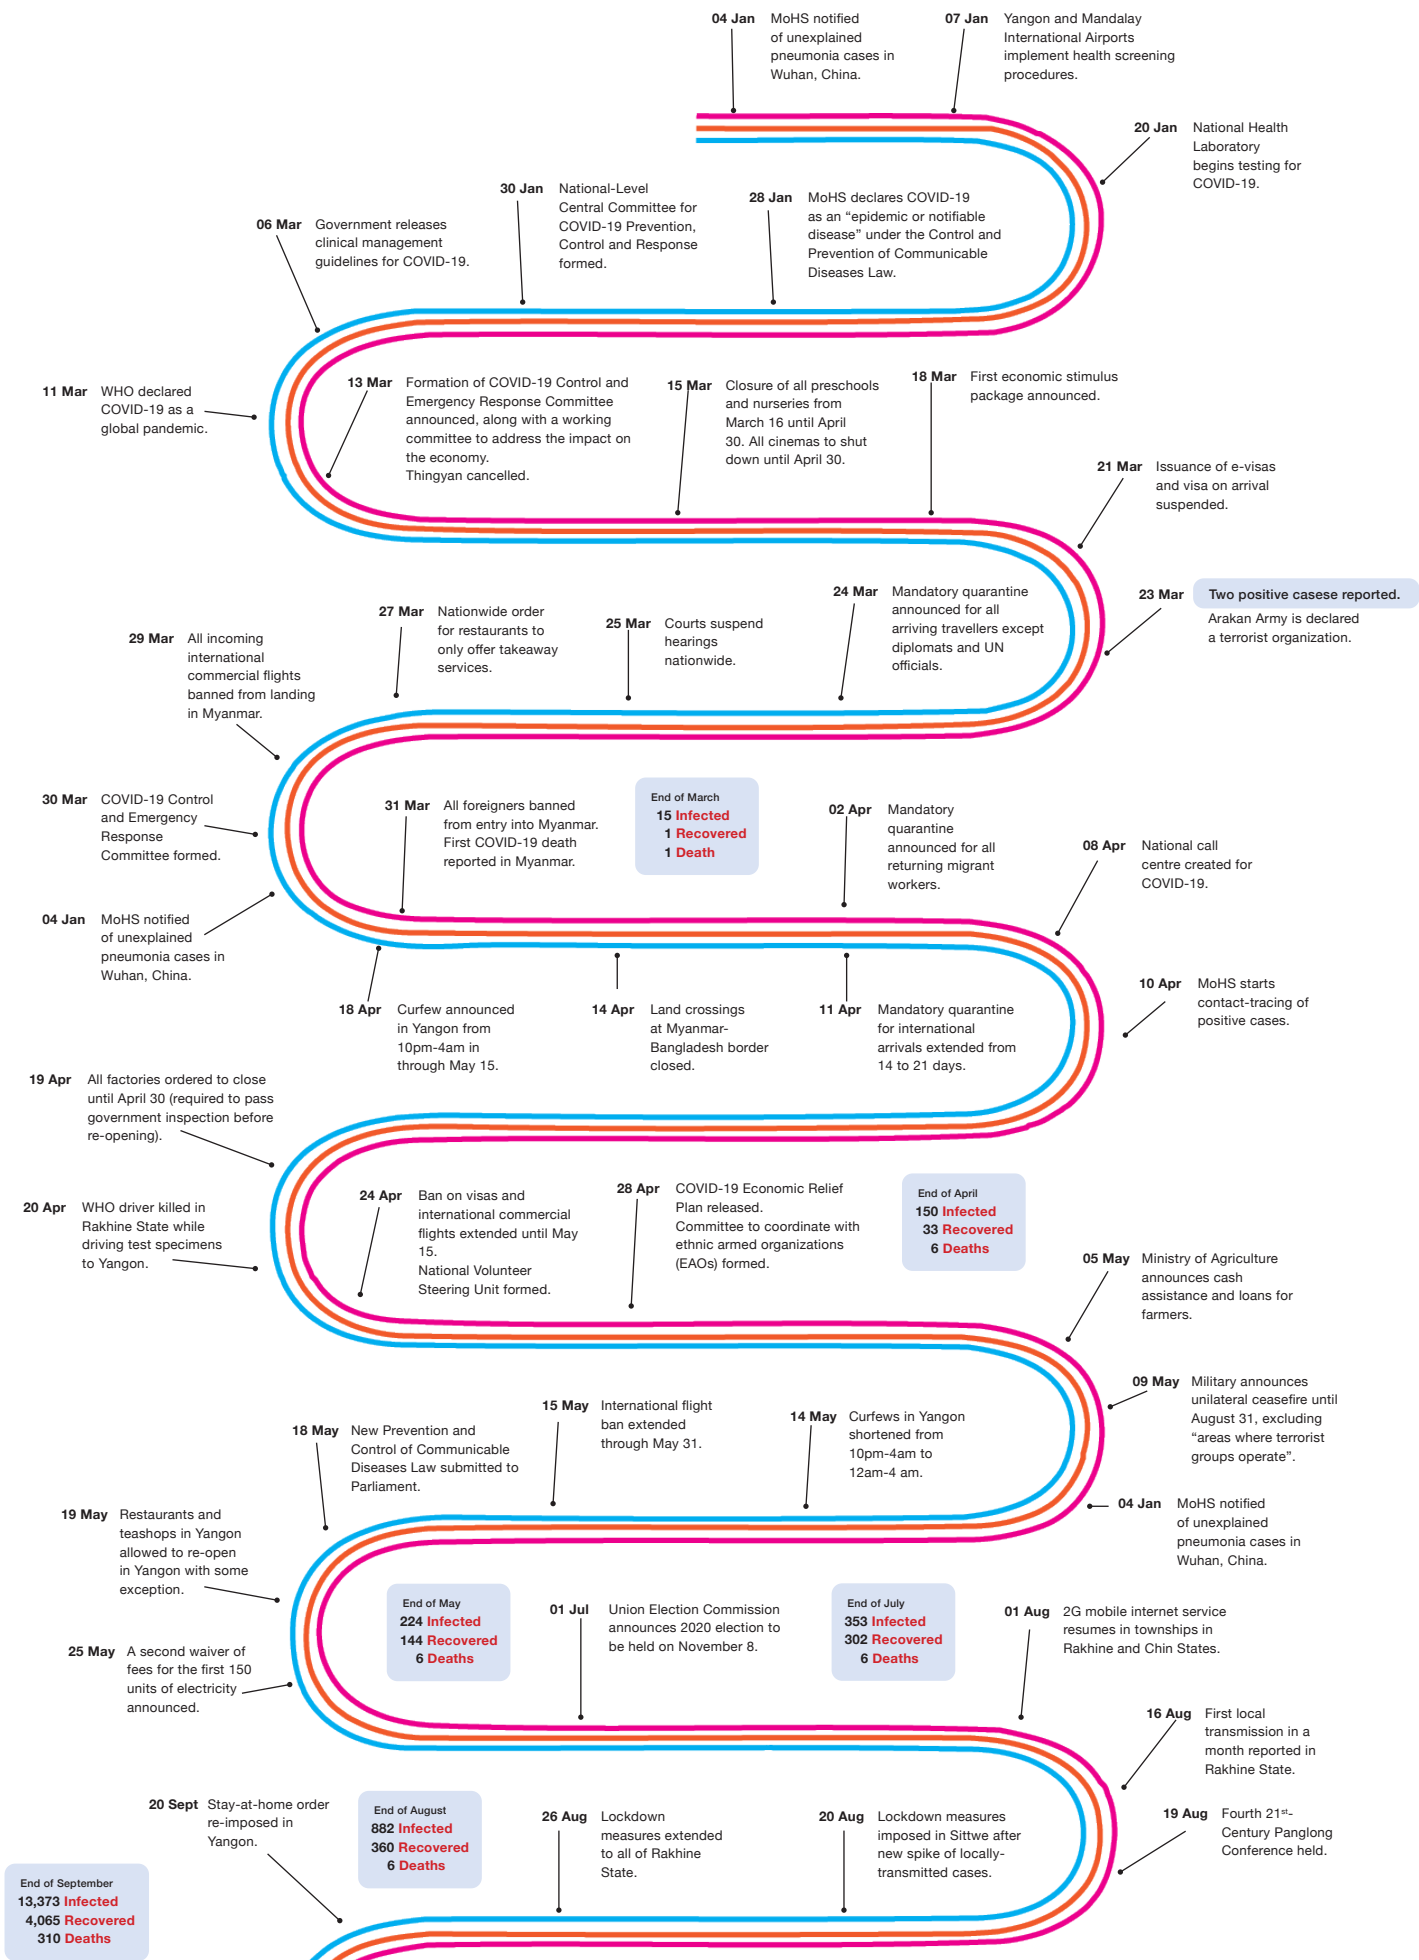 04 Jan MoHS notified
of unexplained
pneumonia cases in
Wuhan, China.
07 Jan Yangon and Mandalay
International Airports
implement health screening
procedures.
20 Jan National Health
Laboratory
begins testing for
COVID-19.
28 Jan MoHS declares COVID-19
as an “epidemic or notifiable
disease” under the Control and
Prevention of Communicable
Diseases Law.
30 Jan National-Level
Central Committee for
COVID-19 Prevention,
Control and Response
formed.
06 Mar Government releases
clinical management
guidelines for COVID-19.
11 Mar WHO declared
COVID-19 as a
global pandemic.
13 Mar Formation of COVID-19 Control and
Emergency Response Committee
announced, along with a working
committee to address the impact on
the economy.
Thingyan cancelled.
15 Mar Closure of all preschools
and nurseries from
March 16 until April
30. All cinemas to shut
down until April 30.
18 Mar First economic stimulus
package announced.
21 Mar Issuance of e-visas
and visa on arrival
suspended.
23 Mar Two positive casese reported.
Arakan Army is declared
a terrorist organization.
24 Mar Mandatory quarantine
announced for all
arriving travellers except
diplomats and UN
officials.
25 Mar Courts suspend
hearings
nationwide.
27 Mar Nationwide order
for restaurants to
only offer takeaway
services.
29 Mar All incoming
international
commercial flights
banned from landing
in Myanmar.
30 Mar COVID-19 Control
and Emergency
Response
Committee formed.
04 Jan MoHS notified
of unexplained
pneumonia cases in
Wuhan, China.
31 Mar All foreigners banned
from entry into Myanmar.
First COVID-19 death
reported in Myanmar.
End of March
15 Infected
1 Recovered
1 Death
02 Apr Mandatory
quarantine
announced for all
returning migrant
workers.
08 Apr National call
centre created for
COVID-19.
10 Apr MoHS starts
contact-tracing of
positive cases.
11 Apr Mandatory quarantine
for international
arrivals extended from
14 to 21 days.
14 Apr Land crossings
at Myanmar-
Bangladesh border
closed.
18 Apr Curfew announced
in Yangon from
10pm-4am in
through May 15.
19 Apr All factories ordered to close
until April 30 (required to pass
government inspection before
re-opening).
20 Apr WHO driver killed in
Rakhine State while
driving test specimens
to Yangon.
24 Apr Ban on visas and
international commercial
flights extended until May
15.
National Volunteer
Steering Unit formed.
28 Apr COVID-19 Economic Relief
Plan released.
Committee to coordinate with
ethnic armed organizations
(EAOs) formed.
End of April
150 Infected
33 Recovered
6 Deaths
05 May Ministry of Agriculture
announces cash
assistance and loans for
farmers.
09 May Military announces
unilateral ceasefire until
August 31, excluding
“areas where terrorist
groups operate”.
04 Jan MoHS notified
of unexplained
pneumonia cases in
Wuhan, China.
14 May Curfews in Yangon
shortened from
10pm-4am to
12am-4 am.
15 May International flight
ban extended
through May 31.
18 May New Prevention and
Control of Communicable
Diseases Law submitted to
Parliament.
19 May Restaurants and
teashops in Yangon
allowed to re-open
in Yangon with some
exception.
25 May A second waiver of
fees for the first 150
units of electricity
announced.
End of May
224 Infected
144 Recovered
6 Deaths
01 Jul Union Election Commission
announces 2020 election to
be held on November 8.
End of July
353 Infected
302 Recovered
6 Deaths
01 Aug 2G mobile internet service
resumes in townships in
Rakhine and Chin States.
16 Aug First local
transmission in a
month reported in
Rakhine State.
19 Aug Fourth 21st-
Century Panglong
Conference held.
20 Aug Lockdown measures
imposed in Sittwe after
new spike of locally-
transmitted cases.
26 Aug Lockdown
measures extended
to all of Rakhine
State.
End of August
882 Infected
360 Recovered
6 Deaths
20 Sept Stay-at-home order
re-imposed in
Yangon.
End of September
13,373 Infected
4,065 Recovered
310 Deaths